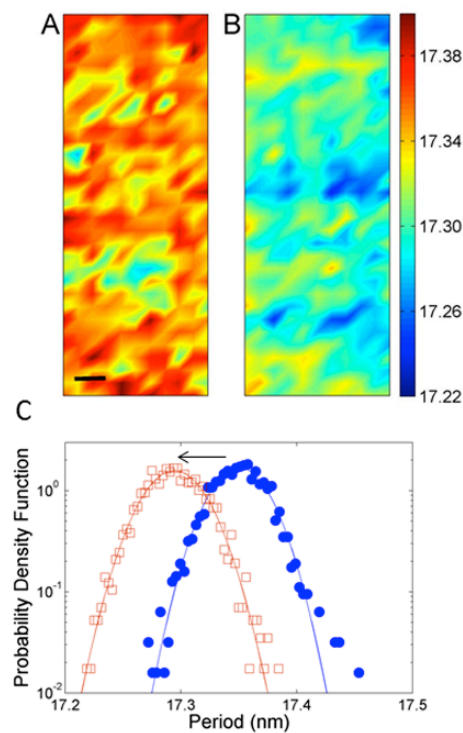 A
B
17.38
17.34
17.30
17.26
17.22
C
Probability Density Function
10^0
10^-1
10^-2
17.2
17.3
17.4
17.5
Period (nm)